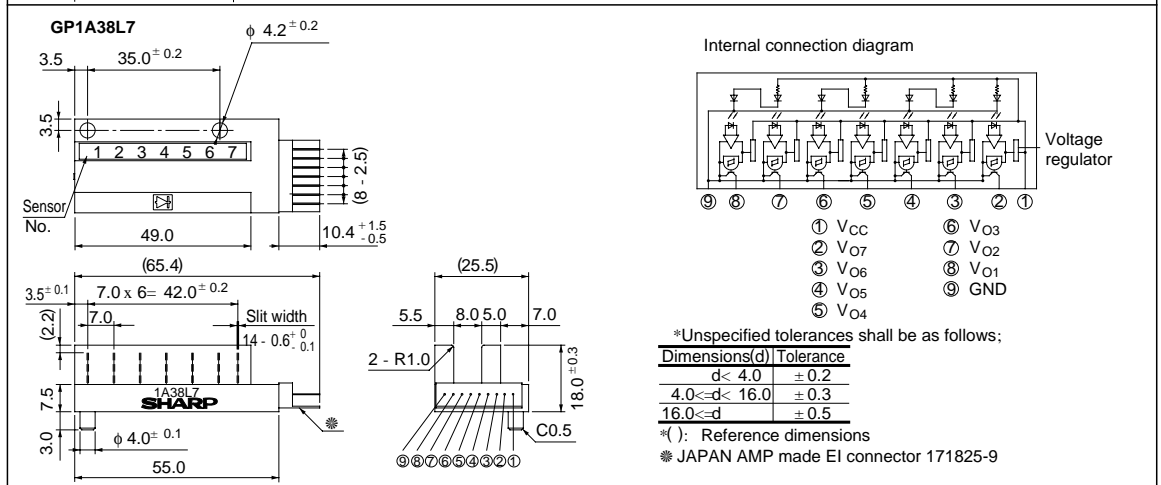 GP1A38L7
φ 4.2 ± 0.2
3.5
35.0 ± 0.2
3.5
1 2 3 4 5 6 7
(8 - 2.5)
Sensor
No.
49.0
10.4 +1.5 -0.5
(65.4)
3.5 ± 0.1
7.0 x 6= 42.0 ± 0.2
7.0
Slit width
14 - 0.6 +0 -0.1
(2.2)
7.5
3.0
1A38L7
SHARP
φ 4.0 ± 0.1
55.0
❋
(25.5)
5.5
8.0
5.0
7.0
2 - R1.0
18.0 ± 0.3
C0.5
⑨⑧⑦⑥⑤④③②①
Internal connection diagram
Voltage
regulator
⑨ ⑧ ⑦ ⑥ ⑤ ④ ③ ② ①
① VCC
② VO7
③ VO6
④ VO5
⑤ VO4
⑥ VO3
⑦ VO2
⑧ VO1
⑨ GND
*Unspecified tolerances shall be as follows;
Dimensions(d) Tolerance
d< 4.0 ± 0.2
4.0<=d< 16.0 ± 0.3
16.0<=d ± 0.5
*( ): Reference dimensions
❋ JAPAN AMP made EI connector 171825-9